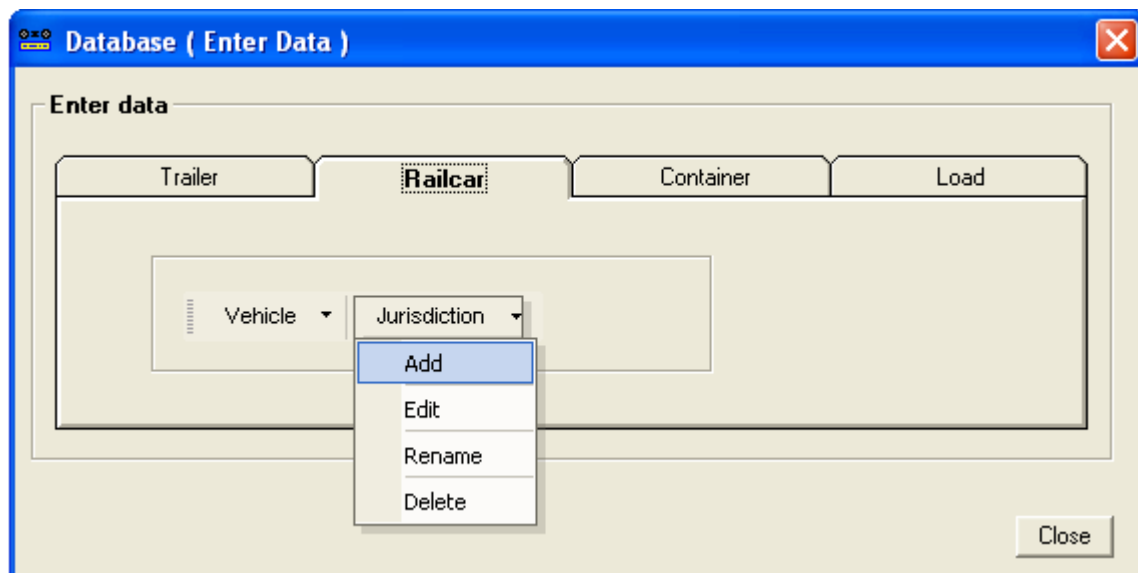 Database ( Enter Data )
Enter data
Trailer Railcar Container Load
Vehicle Jurisdiction
Add
Edit
Rename
Delete
Close